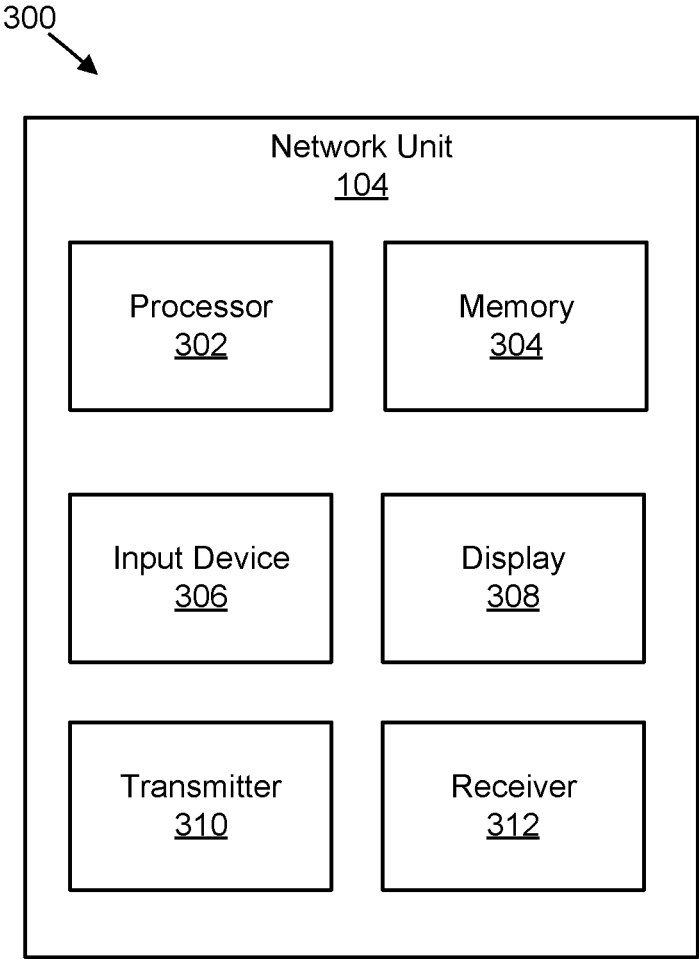 300
Network Unit
104
Processor
302
Memory
304
Input Device
306
Display
308
Transmitter
310
Receiver
312